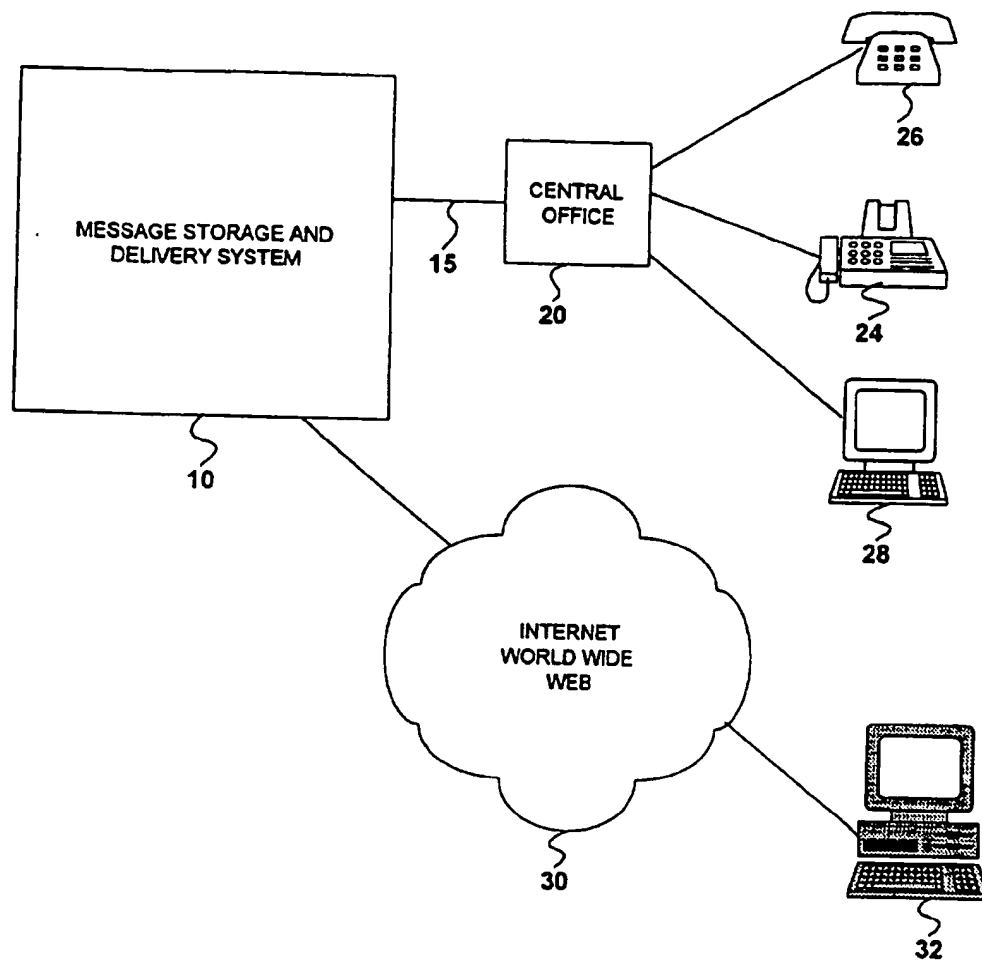 26
MESSAGE STORAGE AND
DELIVERY SYSTEM
15
CENTRAL
OFFICE
20
24
10
28
INTERNET
WORLD WIDE
WEB
30
32